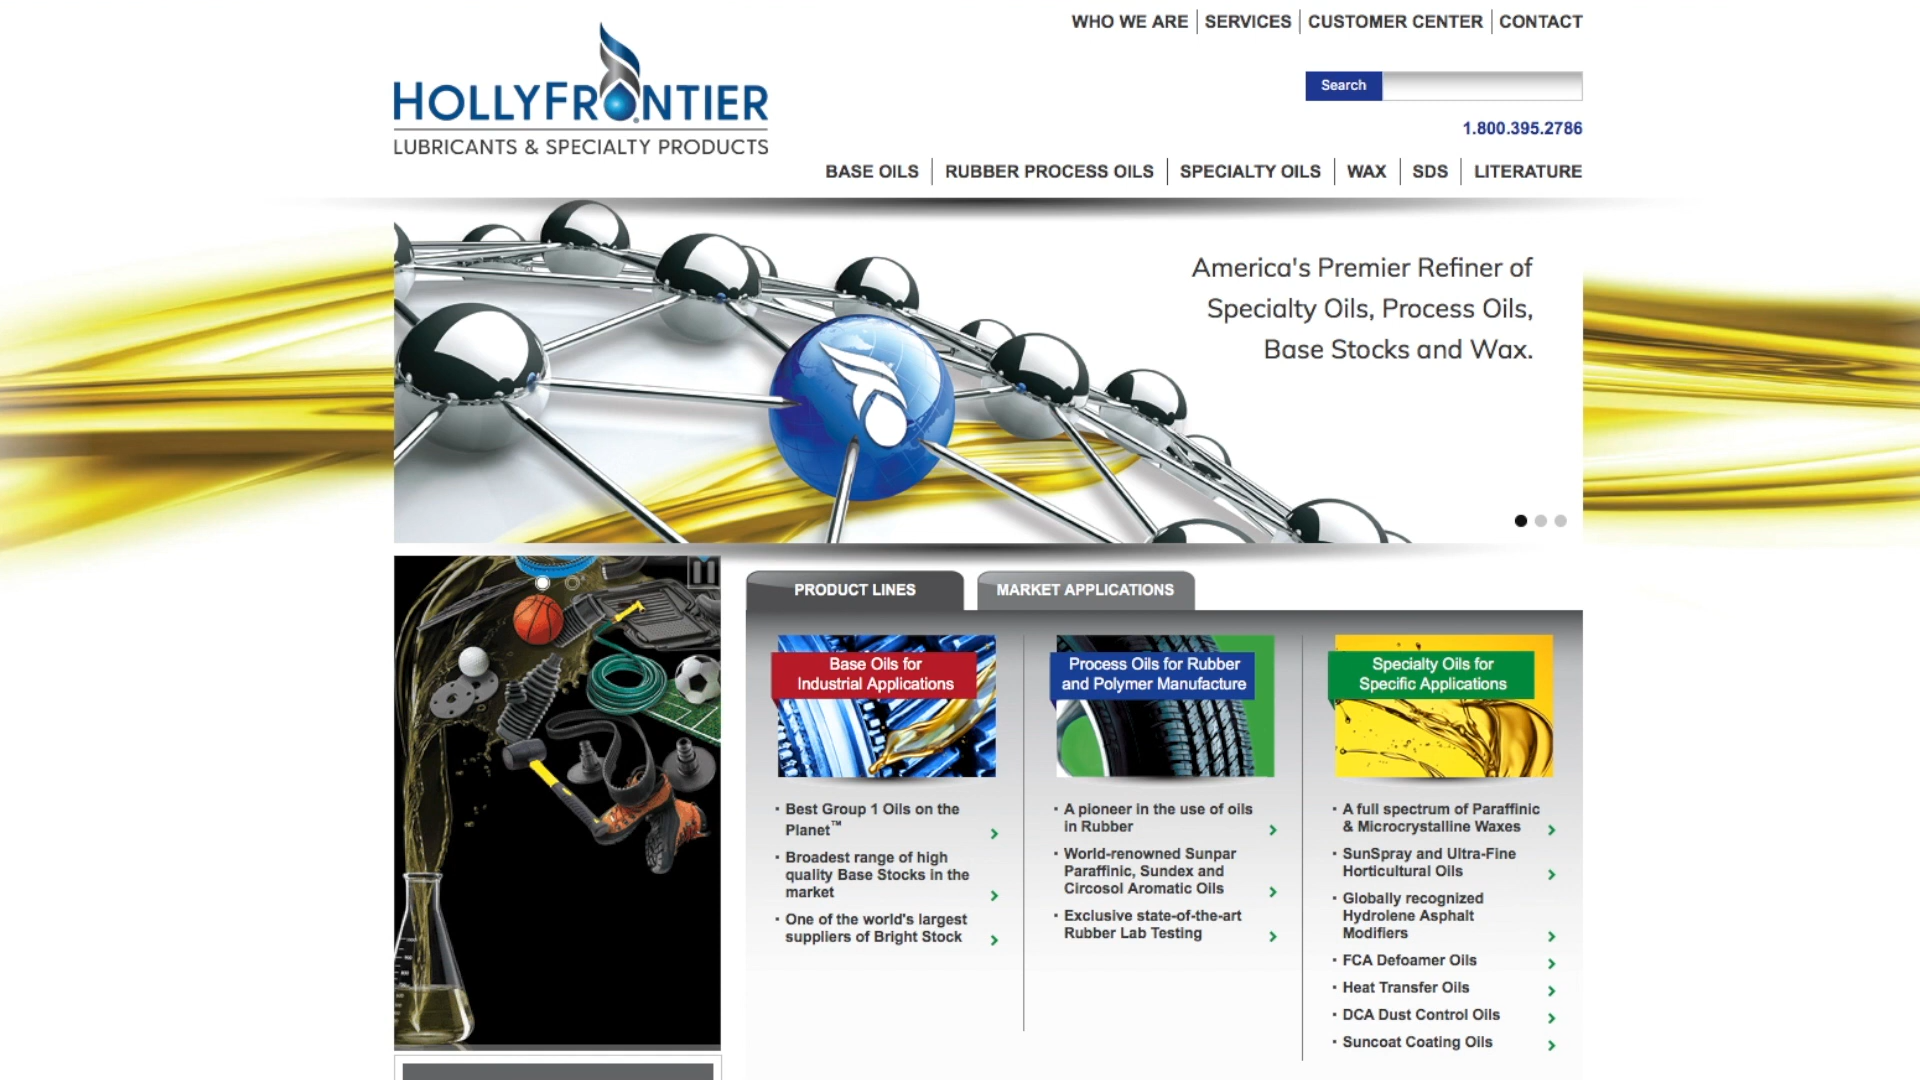 WHO WE ARE
SERVICES
CUSTOMER CENTER
CONTACT
HOLLYFRONTIER
LUBRICANTS & SPECIALTY PRODUCTS
Search
1.800.395.2786
BASE OILS
RUBBER PROCESS OILS
SPECIALTY OILS
WAX
SDS
LITERATURE
America's Premier Refiner of
Specialty Oils, Process Oils,
Base Stocks and Wax.
PRODUCT LINES
MARKET APPLICATIONS
Base Oils for
Industrial Applications
· Best Group 1 Oils on the
Planet™
· Broadest range of high
quality Base Stocks in the
market
· One of the world's largest
suppliers of Bright Stock
Process Oils for Rubber
and Polymer Manufacture
· A pioneer in the use of oils
in Rubber
· World-renowned Sunpar
Paraffinic, Sundex and
Circosol Aromatic Oils
· Exclusive state-of-the-art
Rubber Lab Testing
Specialty Oils for
Specific Applications
· A full spectrum of Paraffinic
& Microcrystalline Waxes
· SunSpray and Ultra-Fine
Horticultural Oils
· Globally recognized
Hydrolene Asphalt
Modifiers
· FCA Defoamer Oils
· Heat Transfer Oils
· DCA Dust Control Oils
· Suncoat Coating Oils